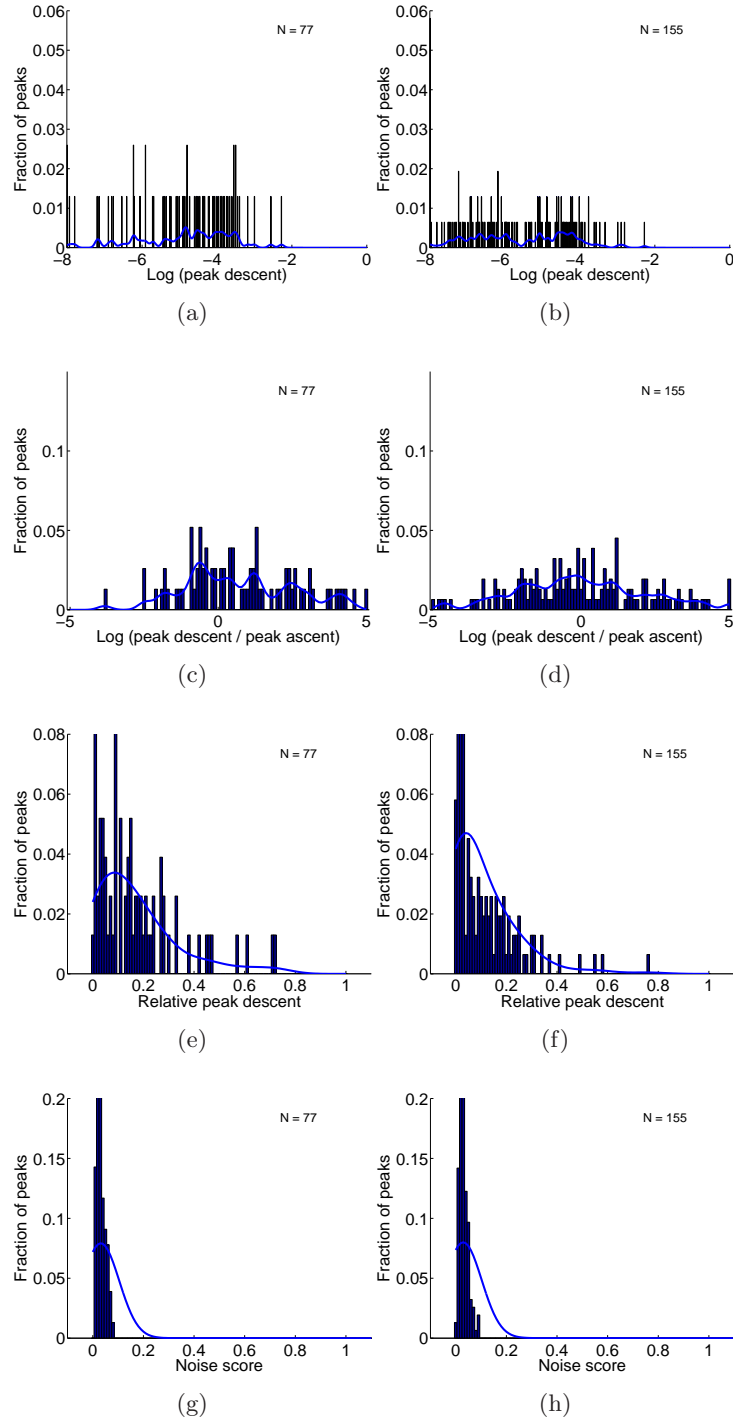 0.06
0.05
0.04
0.03
0.02
0.01
0
Fraction of peaks
N = 77
−8 −6 −4 −2 0
Log (peak descent)
(a)
0.06
0.05
0.04
0.03
0.02
0.01
0
Fraction of peaks
N = 155
−8 −6 −4 −2 0
Log (peak descent)
(b)
0.1
0.05
0
Fraction of peaks
N = 77
−5 0 5
Log (peak descent / peak ascent)
(c)
0.1
0.05
0
Fraction of peaks
N = 155
−5 0 5
Log (peak descent / peak ascent)
(d)
0.08
0.06
0.04
0.02
0
Fraction of peaks
N = 77
0 0.2 0.4 0.6 0.8 1
Relative peak descent
(e)
0.08
0.06
0.04
0.02
0
Fraction of peaks
N = 155
0 0.2 0.4 0.6 0.8 1
Relative peak descent
(f)
0.2
0.15
0.1
0.05
0
Fraction of peaks
N = 77
0 0.2 0.4 0.6 0.8 1
Noise score
(g)
0.2
0.15
0.1
0.05
0
Fraction of peaks
N = 155
0 0.2 0.4 0.6 0.8 1
Noise score
(h)